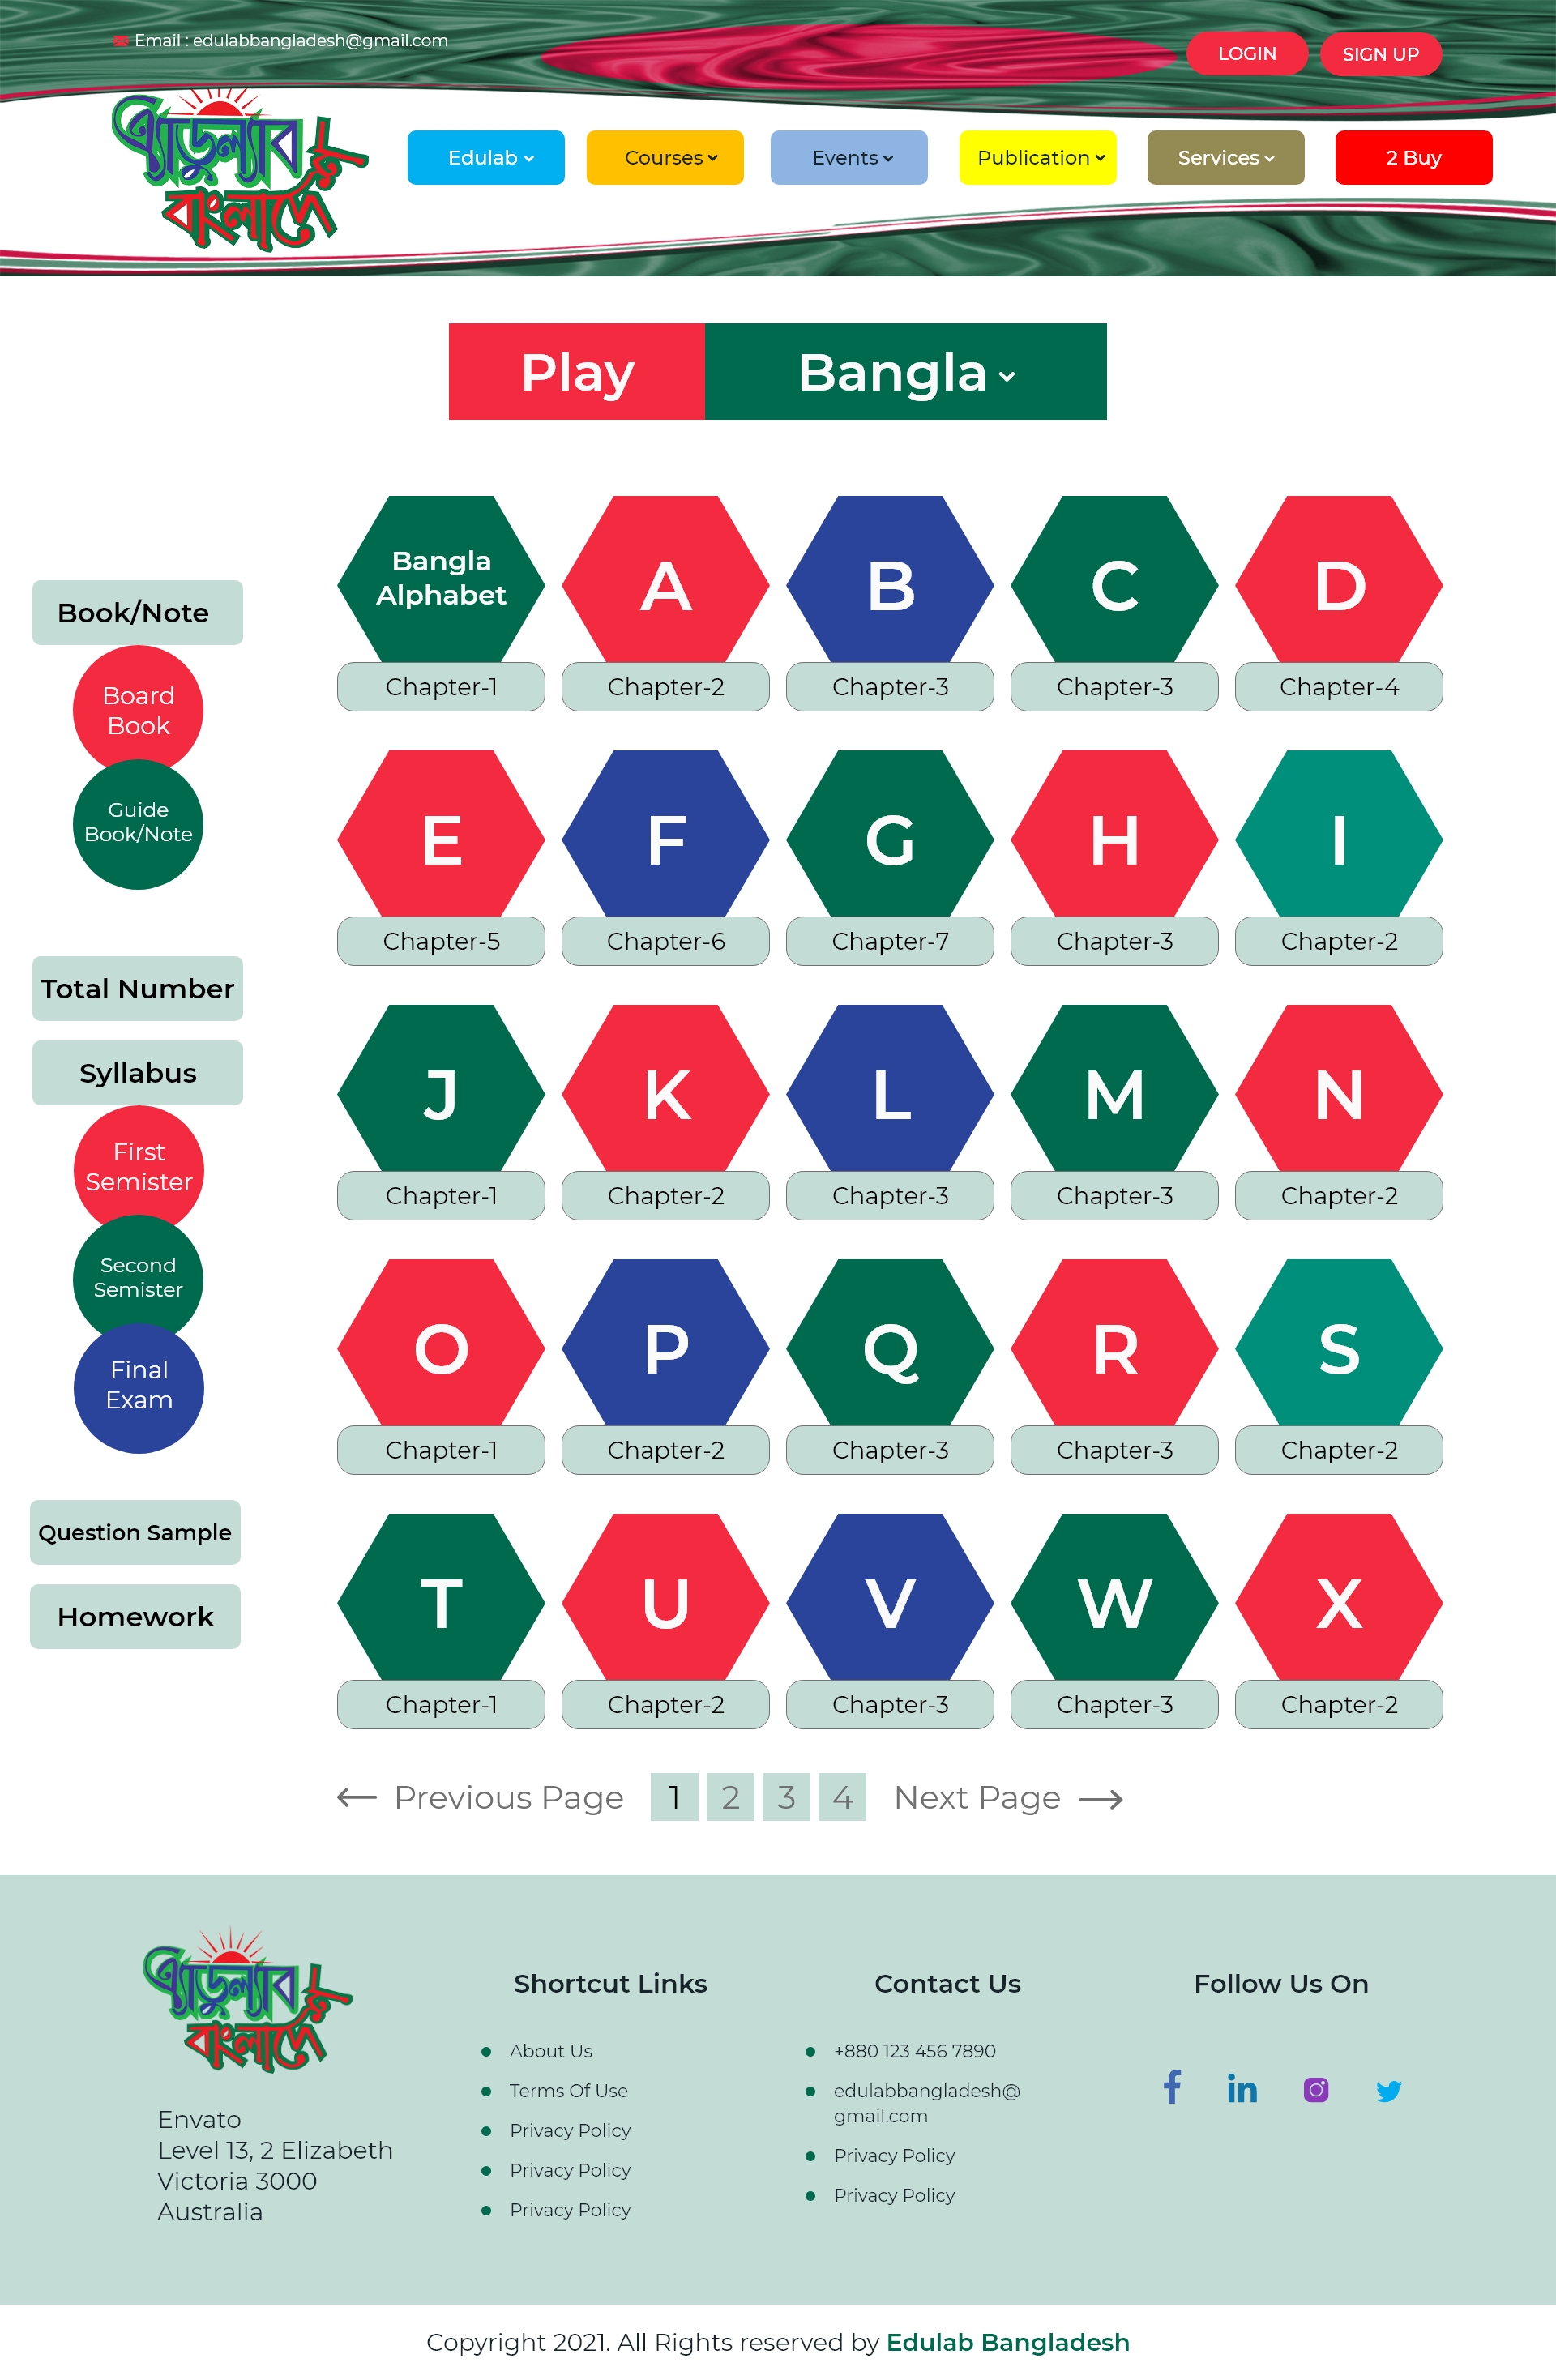 Email : edulabbangladesh@gmail.com
LOGIN
SIGN UP
এ্যাডুল্যাব
বাংলাদেশ
Edulab
Courses
Events
Publication
Services
2 Buy
Play
Bangla
Book/Note
Board
Book
Guide
Book/Note
Total Number
Syllabus
First
Semister
Second
Semister
Final
Exam
Question Sample
Homework
Bangla
Alphabet
A
B
C
D
Chapter-1
Chapter-2
Chapter-3
Chapter-3
Chapter-4
E
F
G
H
I
Chapter-5
Chapter-6
Chapter-7
Chapter-3
Chapter-2
J
K
L
M
N
Chapter-1
Chapter-2
Chapter-3
Chapter-3
Chapter-2
O
P
Q
R
S
Chapter-1
Chapter-2
Chapter-3
Chapter-3
Chapter-2
T
U
V
W
X
Chapter-1
Chapter-2
Chapter-3
Chapter-3
Chapter-2
Previous Page 1 2 3 4 Next Page
এ্যাডুল্যাব
বাংলাদেশ
Envato
Level 13, 2 Elizabeth
Victoria 3000
Australia
Shortcut Links
About Us
Terms Of Use
Privacy Policy
Privacy Policy
Privacy Policy
Contact Us
+880 123 456 7890
edulabbangladesh@
gmail.com
Privacy Policy
Privacy Policy
Follow Us On
Copyright 2021. All Rights reserved by Edulab Bangladesh